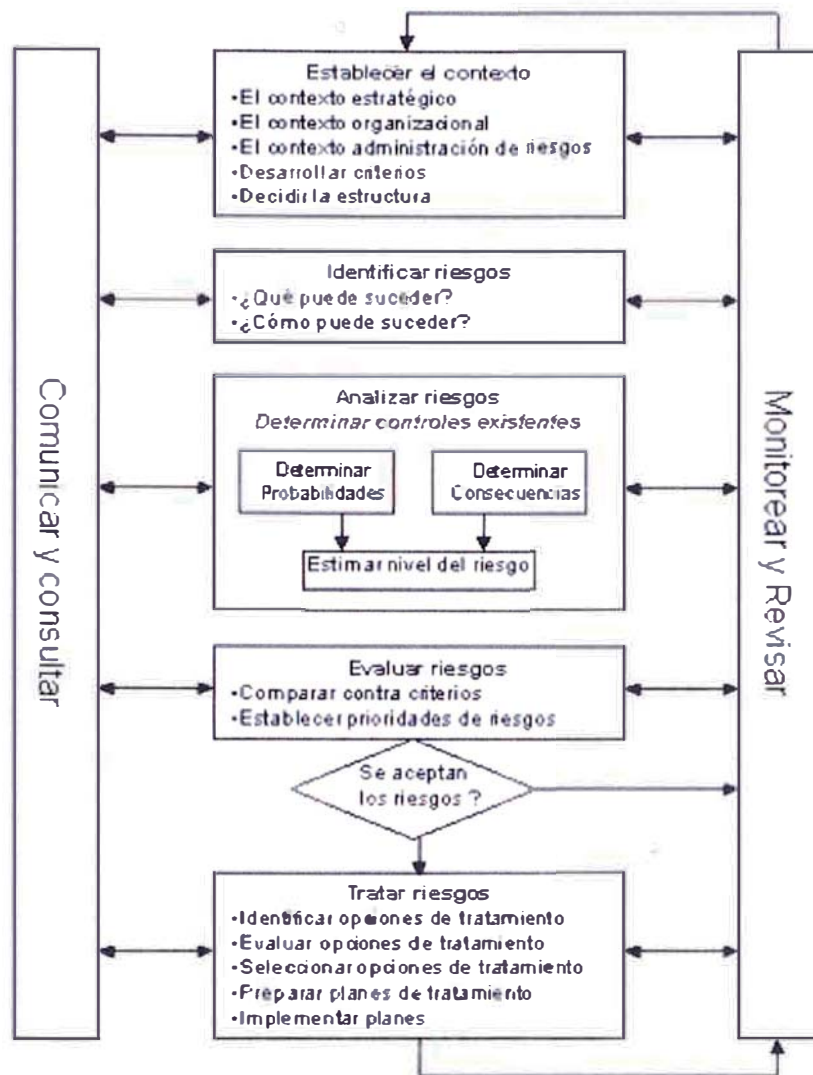 Establecer el contexto
•El contexto estratégico
•El contexto organizacional
•El contexto administración de riesgos
•Desarrollar criterios
•Decidir la estructura
Identificar riesgos
•¿Qué puede suceder?
•¿Cómo puede suceder?
Analizar riesgos
Determinar controles existentes
Determinar
Probabilidades
Determinar
Consecuencias
Estimar nivel del riesgo
Evaluar riesgos
•Comparar contra criterios
•Establecer prioridades de riesgos
Se aceptan
los riesgos ?
Tratar riesgos
•Identificar opciones de tratamiento
•Evaluar opciones de tratamiento
•Seleccionar opciones de tratamiento
•Preparar planes de tratamiento
•Implementar planes
Comunicar y consultar
Monitorear y Revisar